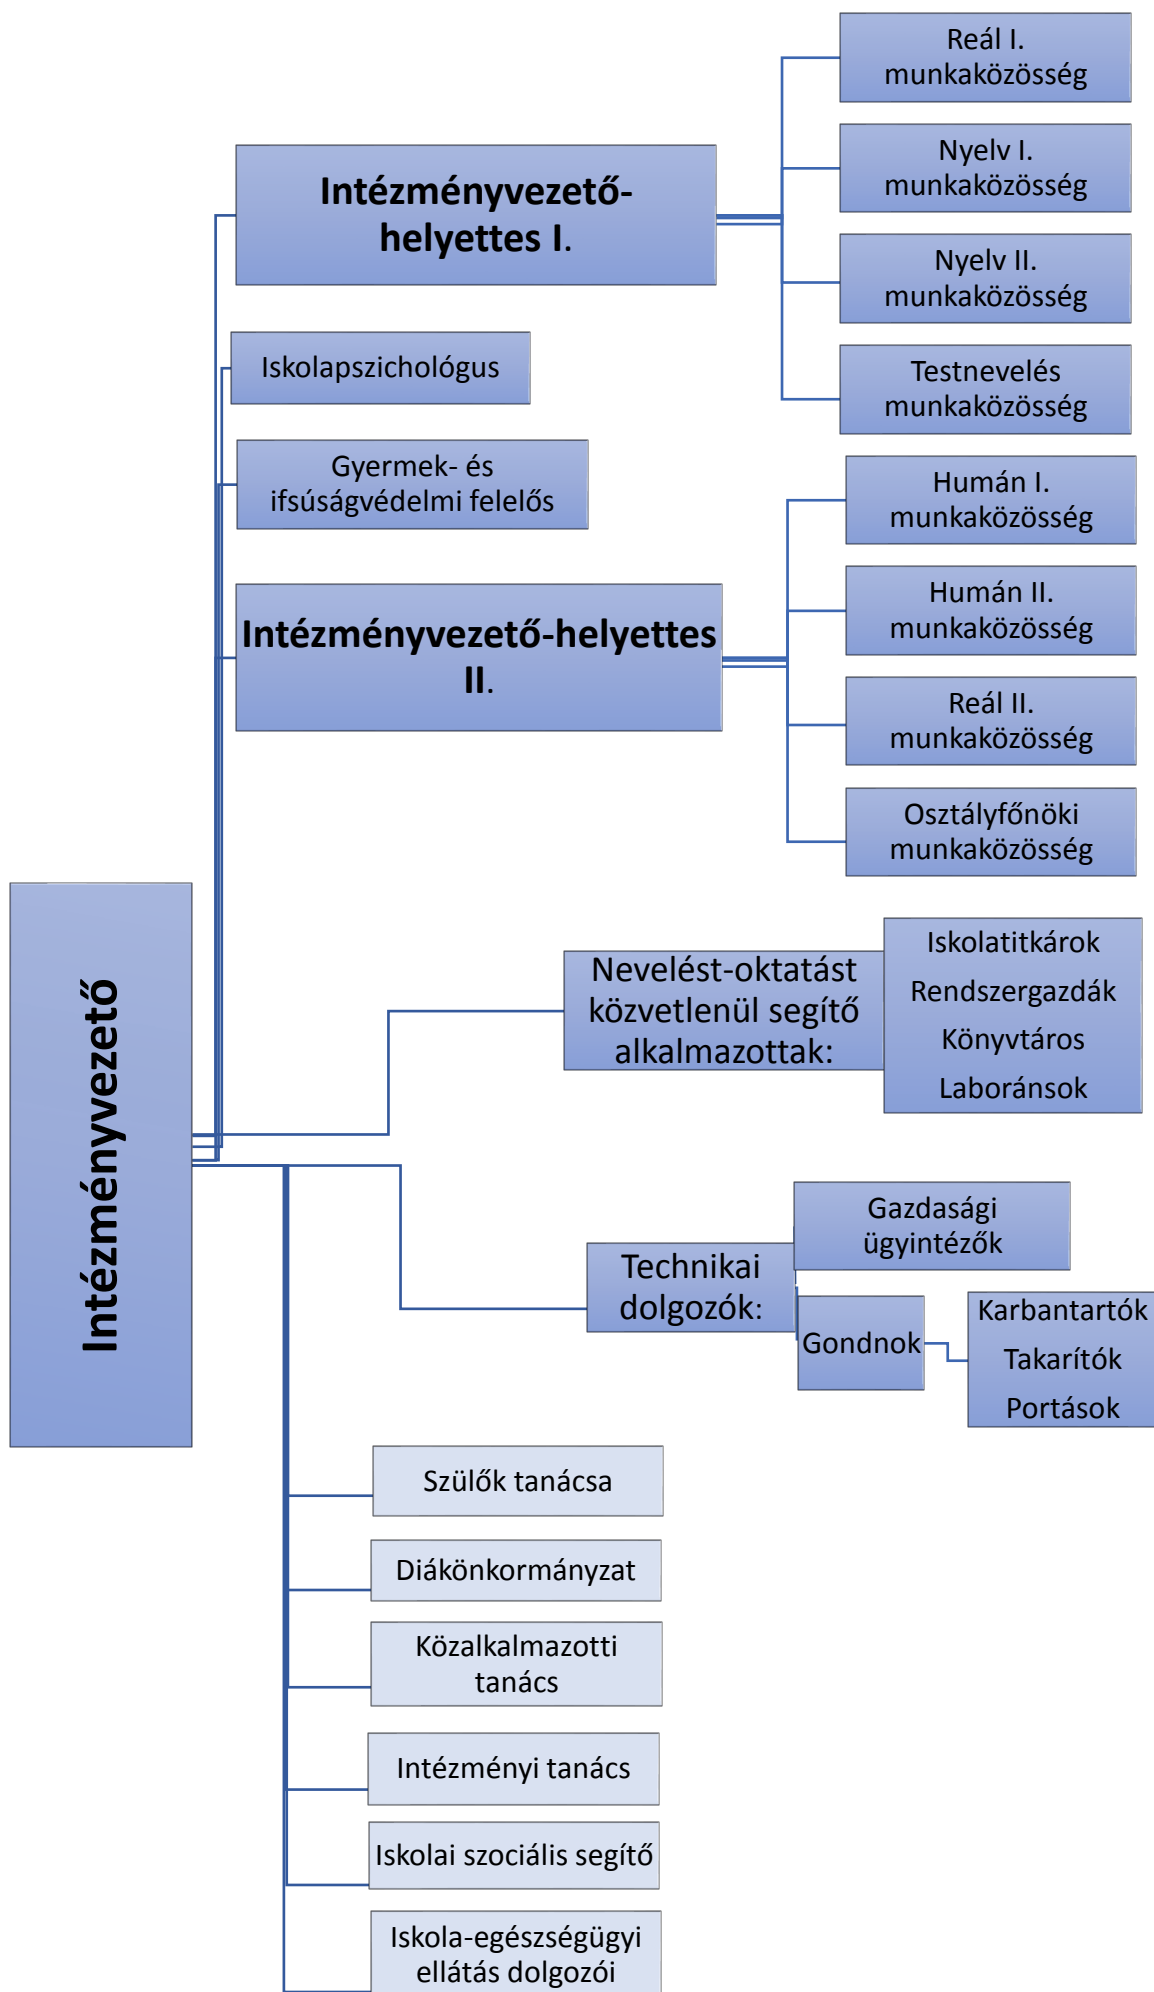 Reál I.
munkaközösség
Nyelv I.
munkaközösség
Intézményvezető-
helyettes I.
Nyelv II.
munkaközösség
Iskolapszichológus
Testnevelés
munkaközösség
Gyermek- és
ifsúságvédelmi felelős
Humán I.
munkaközösség
Intézményvezető-helyettes
II.
Humán II.
munkaközösség
Reál II.
munkaközösség
Osztályfőnöki
munkaközösség
Intézményvezető
Nevelést-oktatást
közvetlenül segítő
alkalmazottak:
Iskolatitkárok
Rendszergazdák
Könyvtáros
Laboránsok
Technikai
dolgozók:
Gazdasági
ügyintézők
Gondnok
Karbantartók
Takarítók
Portások
Szülők tanácsa
Diákönkormányzat
Közalkalmazotti
tanács
Intézményi tanács
Iskolai szociális segítő
Iskola-egészségügyi
ellátás dolgozói